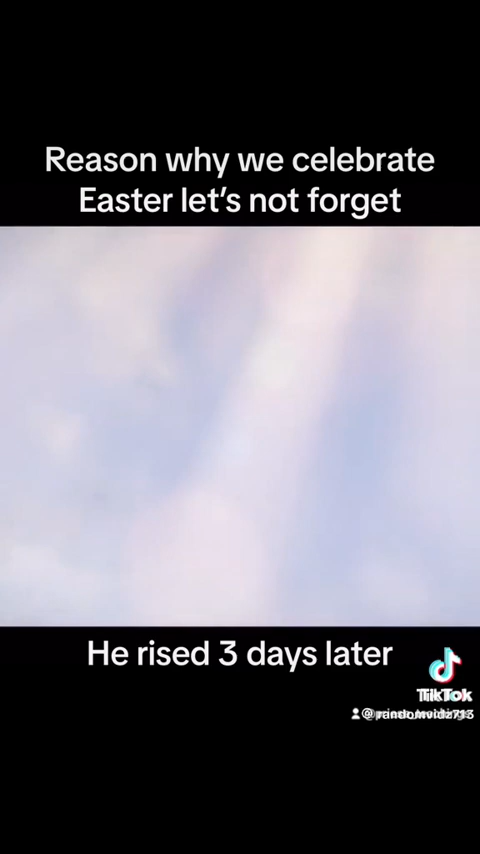 Reason why we celebrate
Easter let's not forget
He rised 3 days later
TikTok